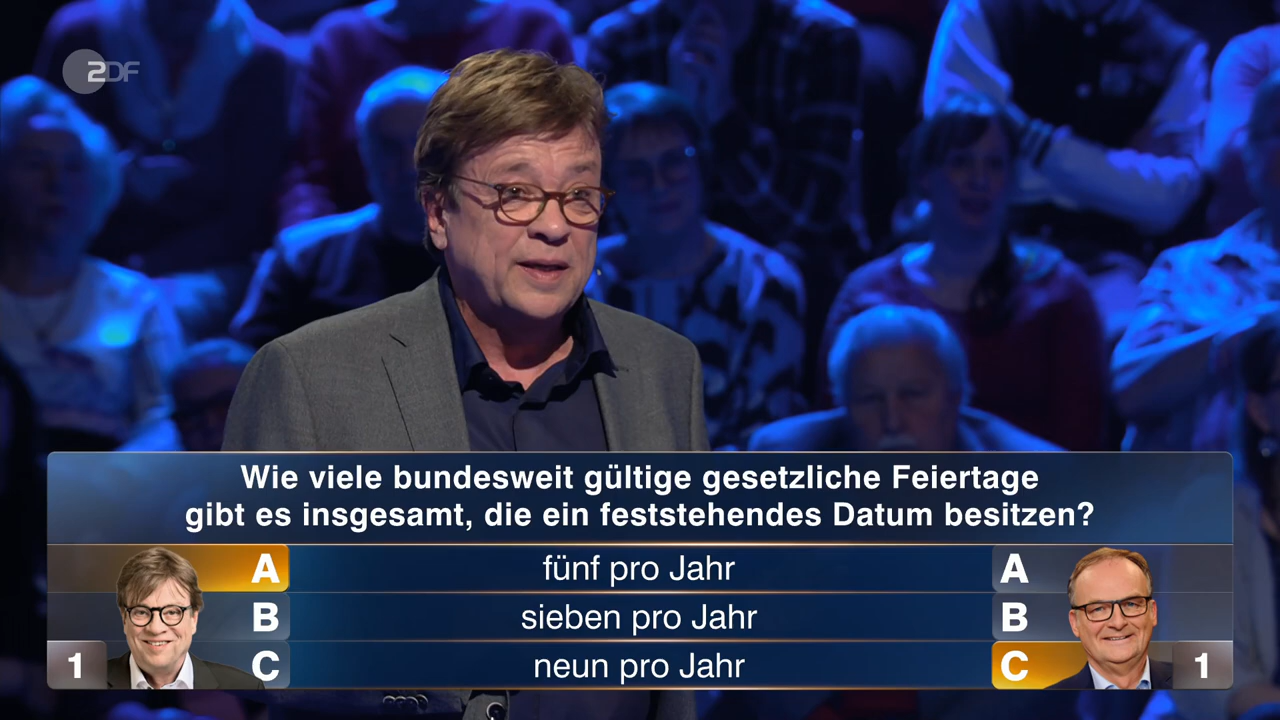 ZDF
Wie viele bundesweit gültige gesetzliche Feiertage
gibt es insgesamt, die ein feststehendes Datum besitzen?
A fünf pro Jahr A
B sieben pro Jahr B
1 C neun pro Jahr C 1